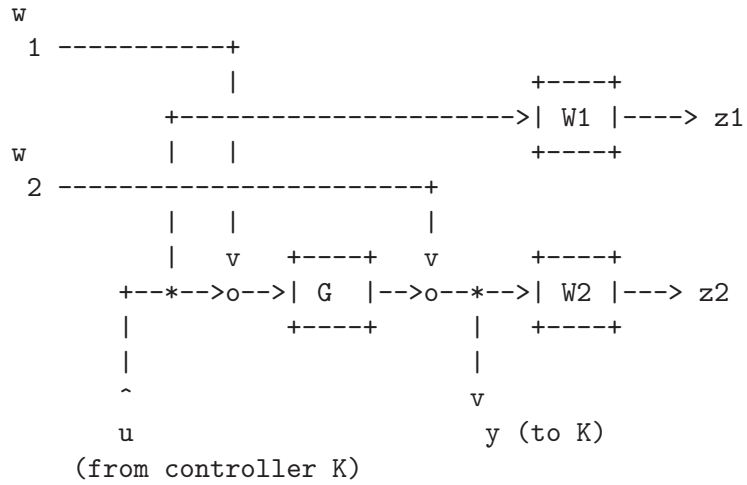 w
1 -----------+
| +----+
+----------------------->| W1 |----> z1
w | | +----+
2 ------------------------+
| | |
| v +----+ v +----+
+--*-->o-->| G |-->o--*-->| W2 |---> z2
| +----+ | +----+
| |
^ v
u y (to K)
(from controller K)